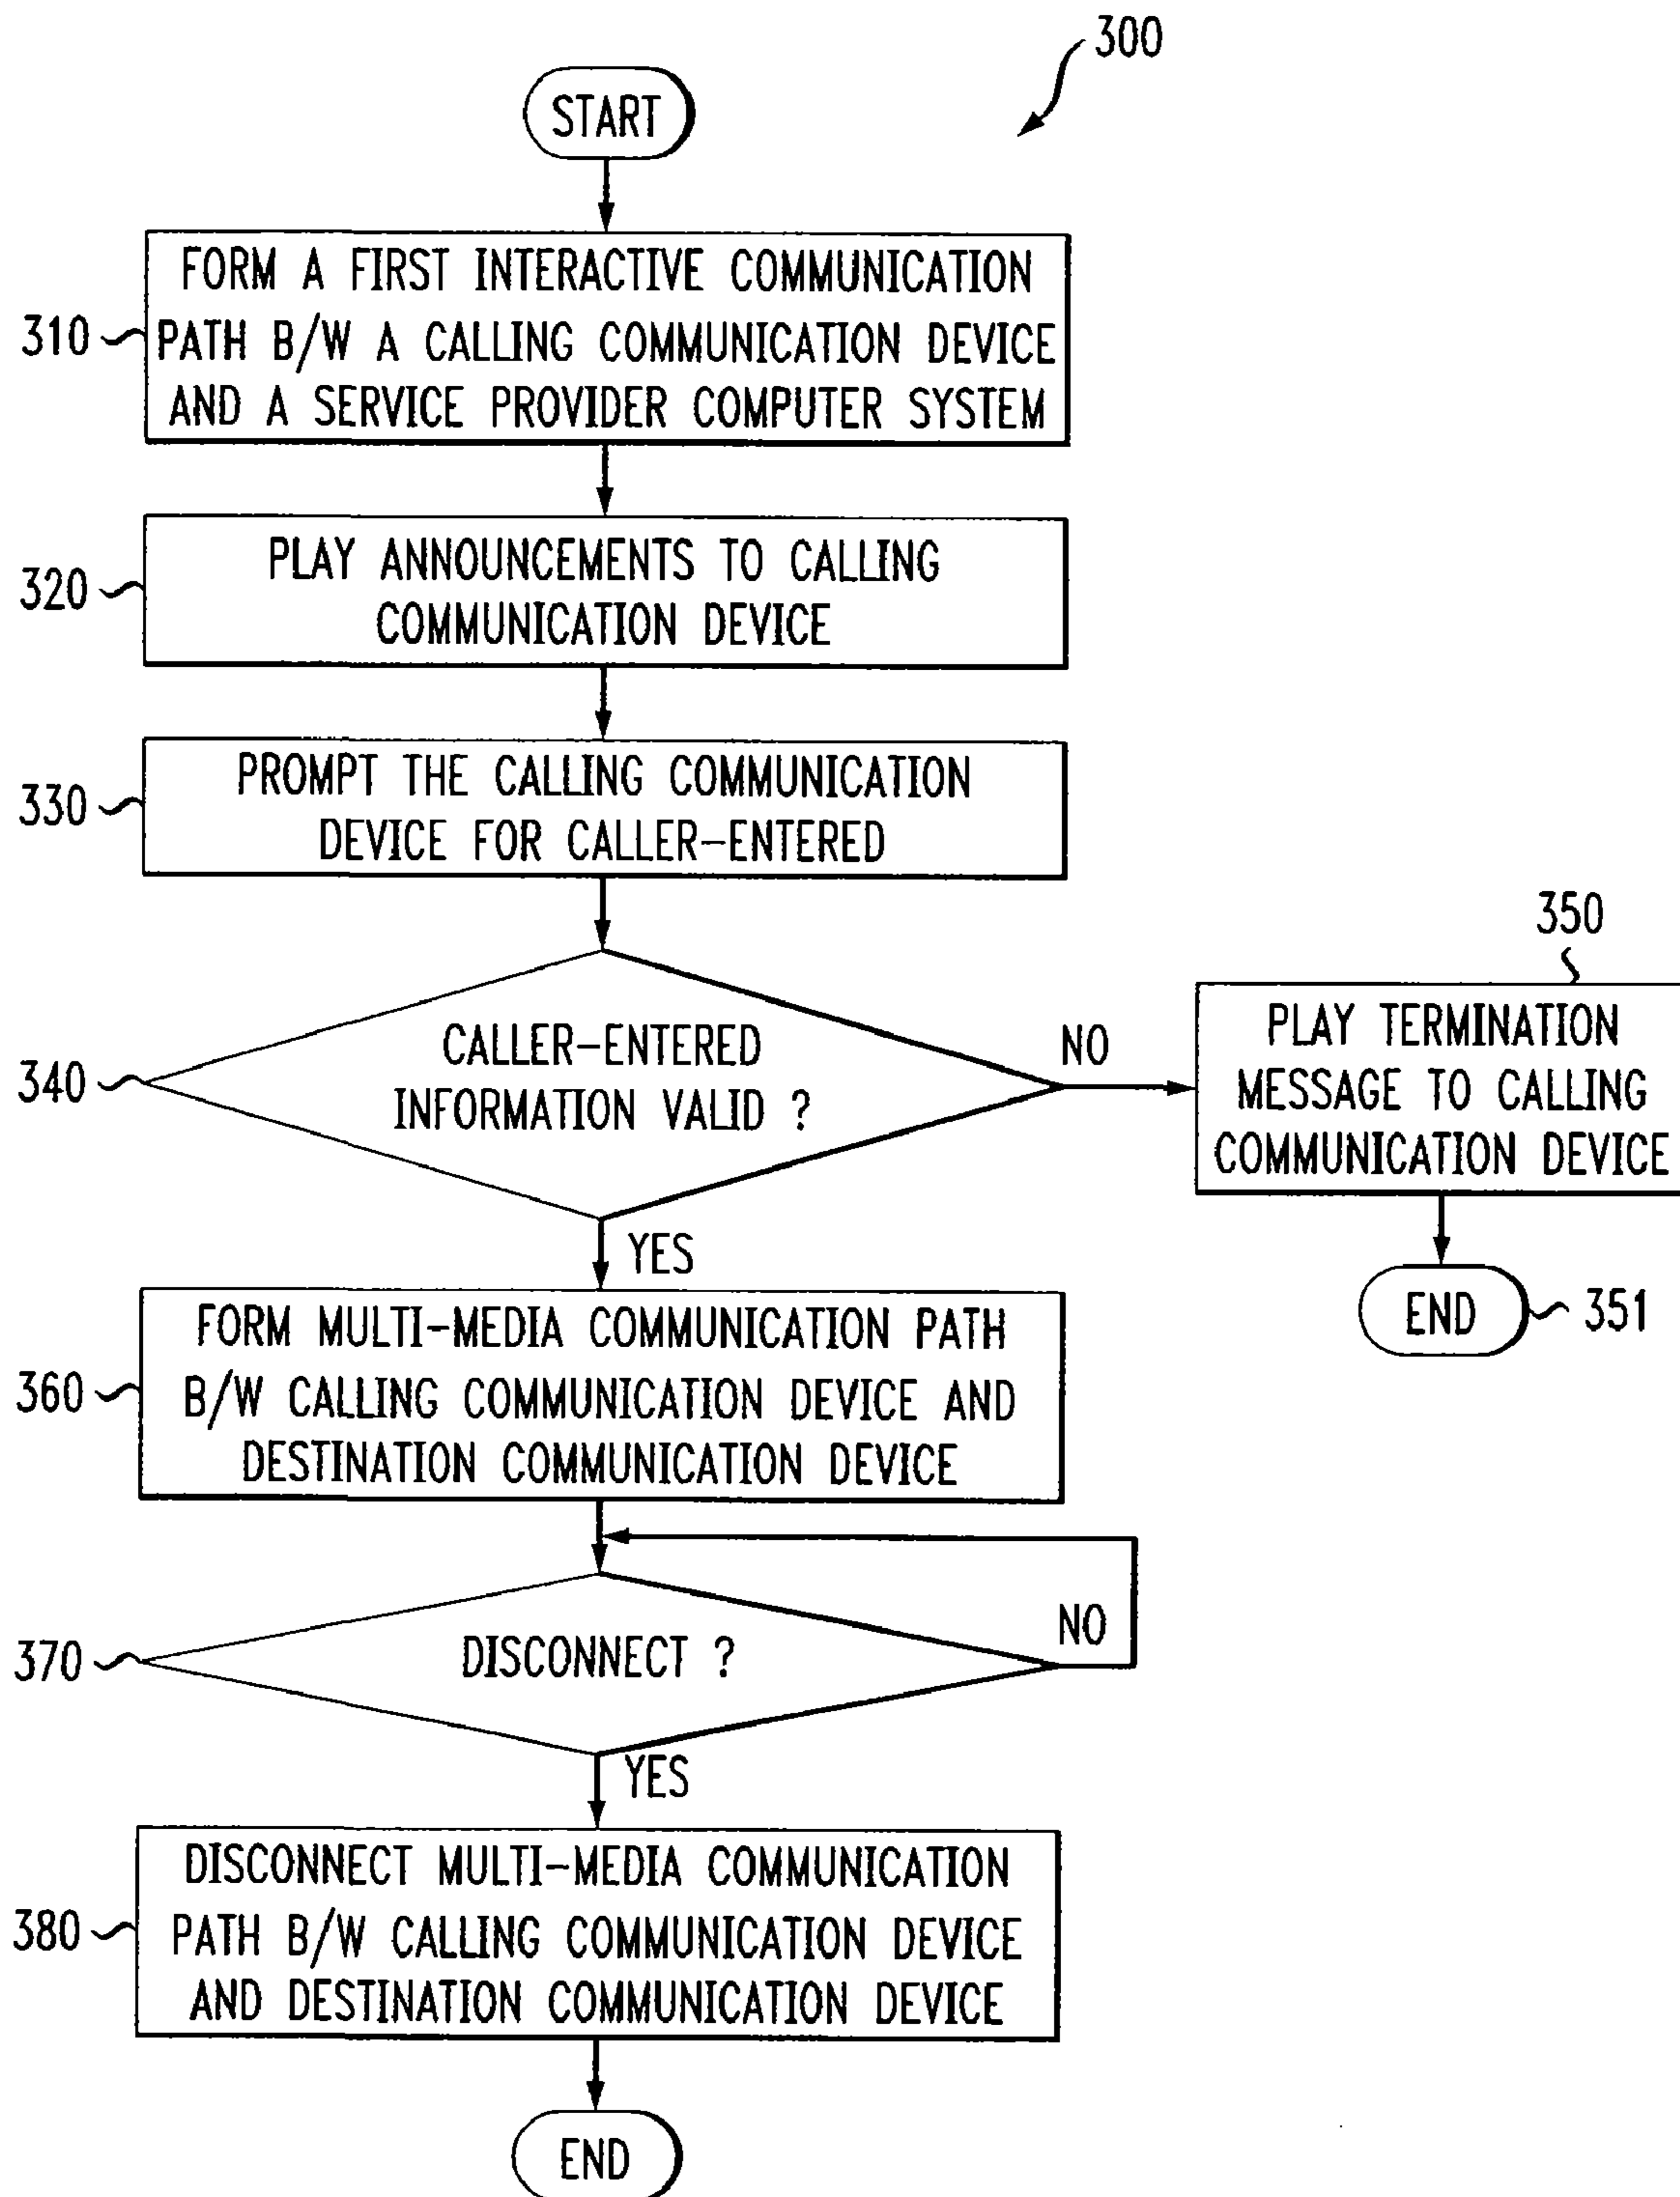 300
START
310
FORM A FIRST INTERACTIVE COMMUNICATION
PATH B/W A CALLING COMMUNICATION DEVICE
AND A SERVICE PROVIDER COMPUTER SYSTEM
320
PLAY ANNOUNCEMENTS TO CALLING
COMMUNICATION DEVICE
330
PROMPT THE CALLING COMMUNICATION
DEVICE FOR CALLER-ENTERED
340
CALLER-ENTERED
INFORMATION VALID ?
NO
350
PLAY TERMINATION
MESSAGE TO CALLING
COMMUNICATION DEVICE
END
351
YES
360
FORM MULTI-MEDIA COMMUNICATION PATH
B/W CALLING COMMUNICATION DEVICE AND
DESTINATION COMMUNICATION DEVICE
370
DISCONNECT ?
NO
YES
380
DISCONNECT MULTI-MEDIA COMMUNICATION
PATH B/W CALLING COMMUNICATION DEVICE
AND DESTINATION COMMUNICATION DEVICE
END